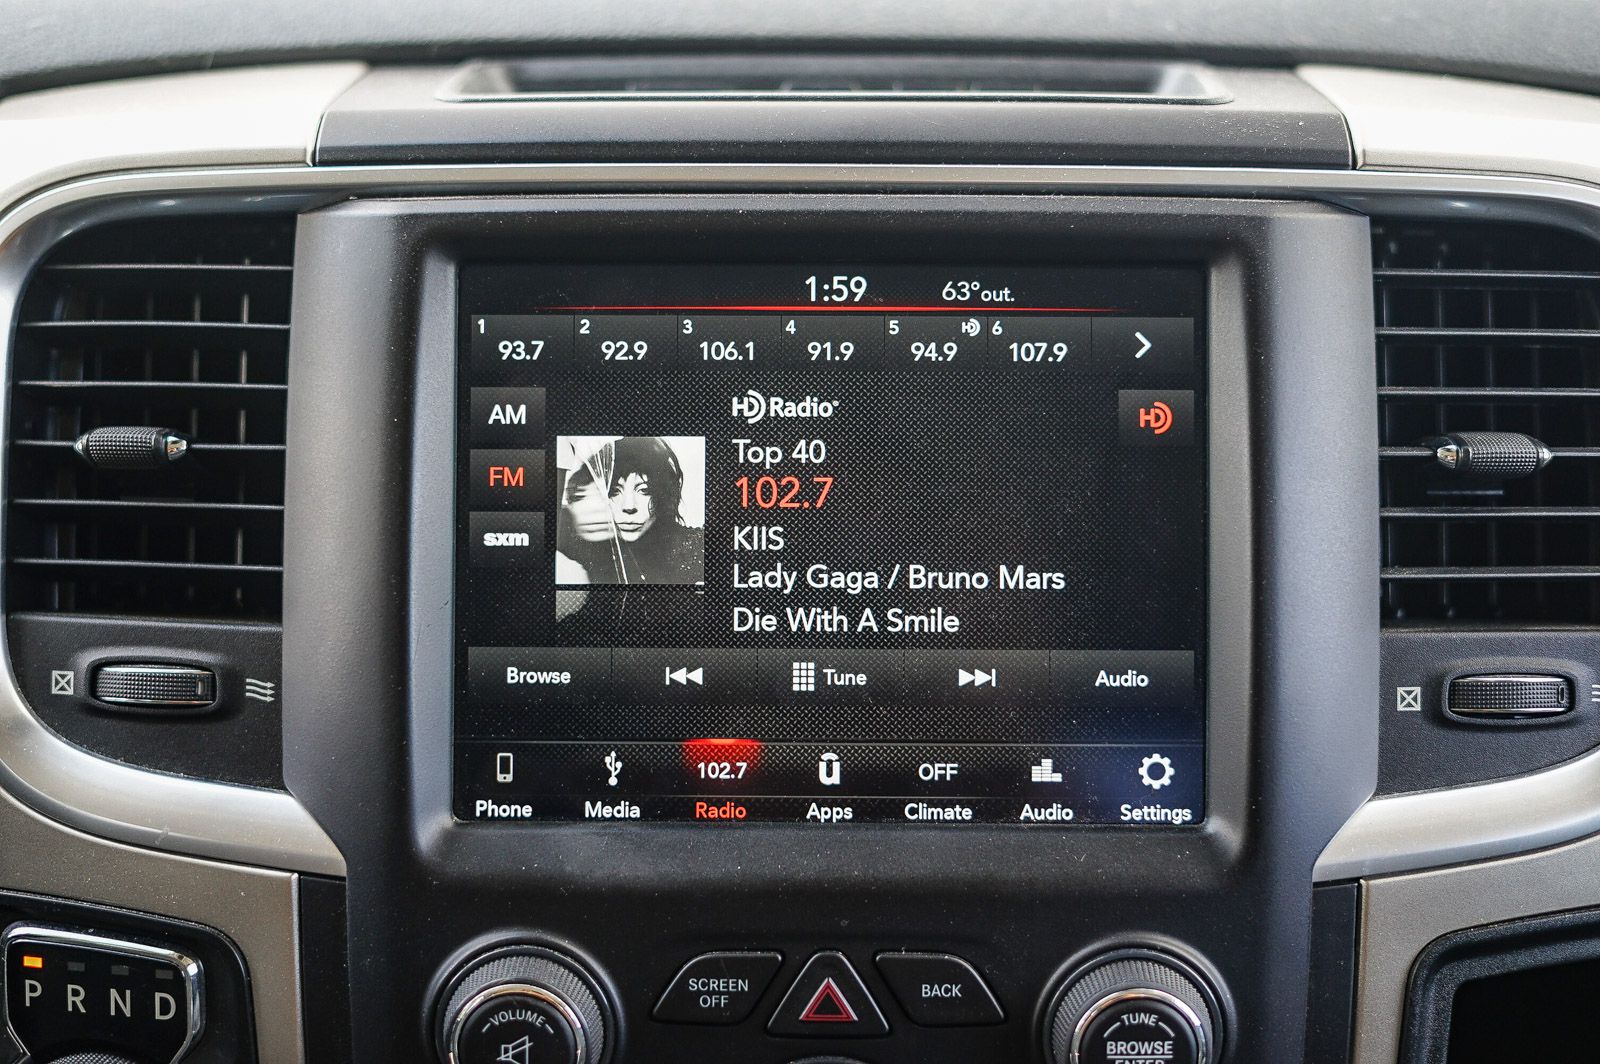 1:59 63°out.
1 2 3 4 5 HD 6
93.7 92.9 106.1 91.9 94.9 107.9
HD Radio
AM
HD
Top 40
FM
102.7
sxm
KIIS
Lady Gaga / Bruno Mars
Die With A Smile
Browse Tune Audio
102.7 OFF
Phone Media Radio Apps Climate Audio Settings
P R N D
SCREEN
OFF
BACK
VOLUME
TUNE
BROWSE
ENTER